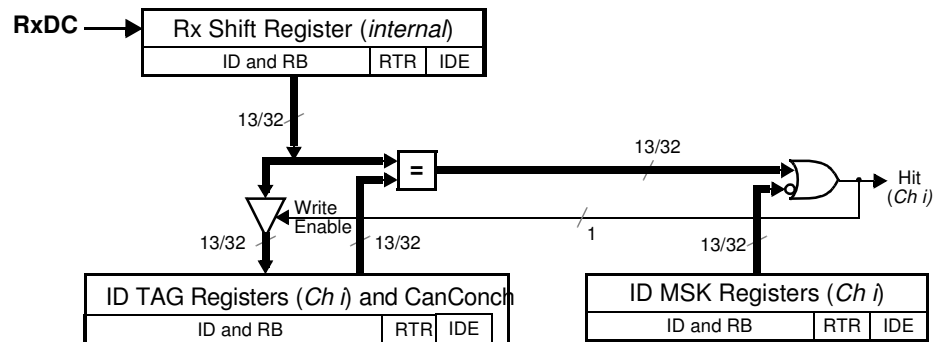 RxDC
Rx Shift Register (internal)
ID and RB RTR IDE
13/32
13/32
=
Hit
(Ch i)
Write
Enable
1
13/32
13/32
13/32
ID TAG Registers (Ch i) and CanConch
ID and RB RTR IDE
ID MSK Registers (Ch i)
ID and RB RTR IDE